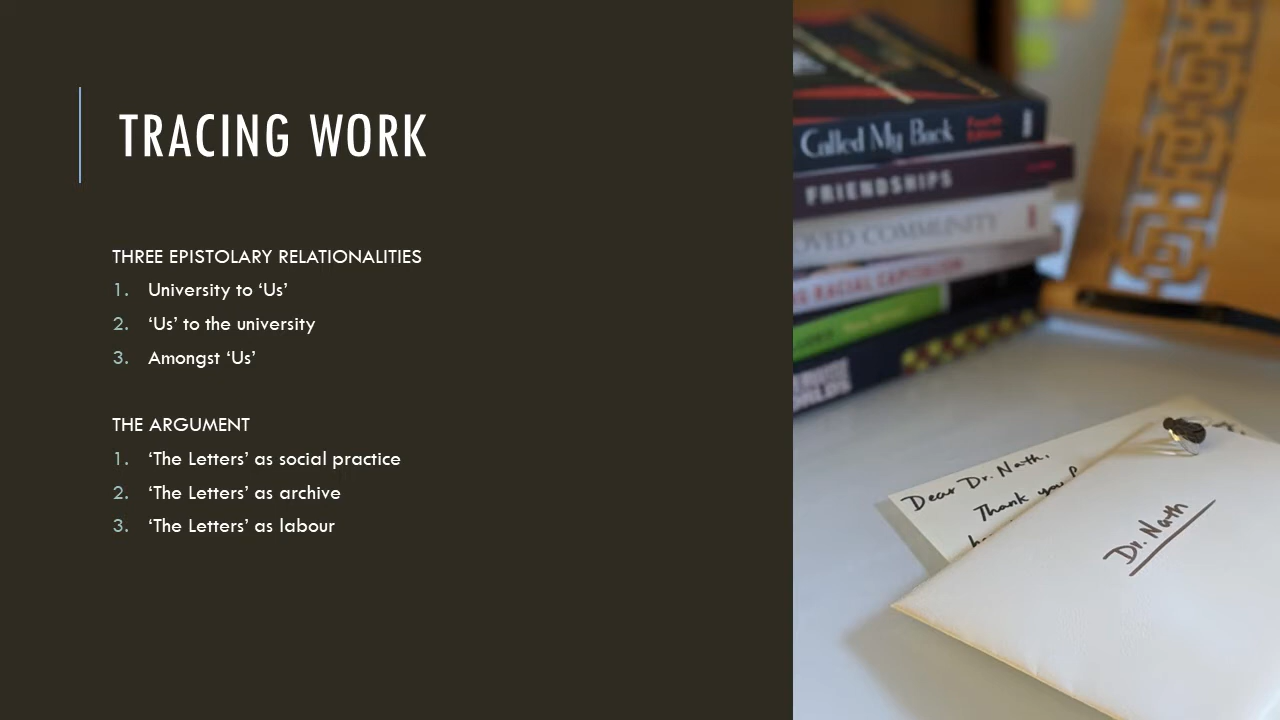 TRACING WORK
THREE EPISTOLARY RELATIONALITIES
1. University to ‘Us’
2. ‘Us’ to the university
3. Amongst ‘Us’
THE ARGUMENT
1. ‘The Letters’ as social practice
2. ‘The Letters’ as archive
3. ‘The Letters’ as labour
Called My Back Fourth Edition
FRIENDSHIPS
OVED COMMUNITY
RACIAL CAPITALISM
Dear Dr. Nath,
Thank you
Dr. Nath